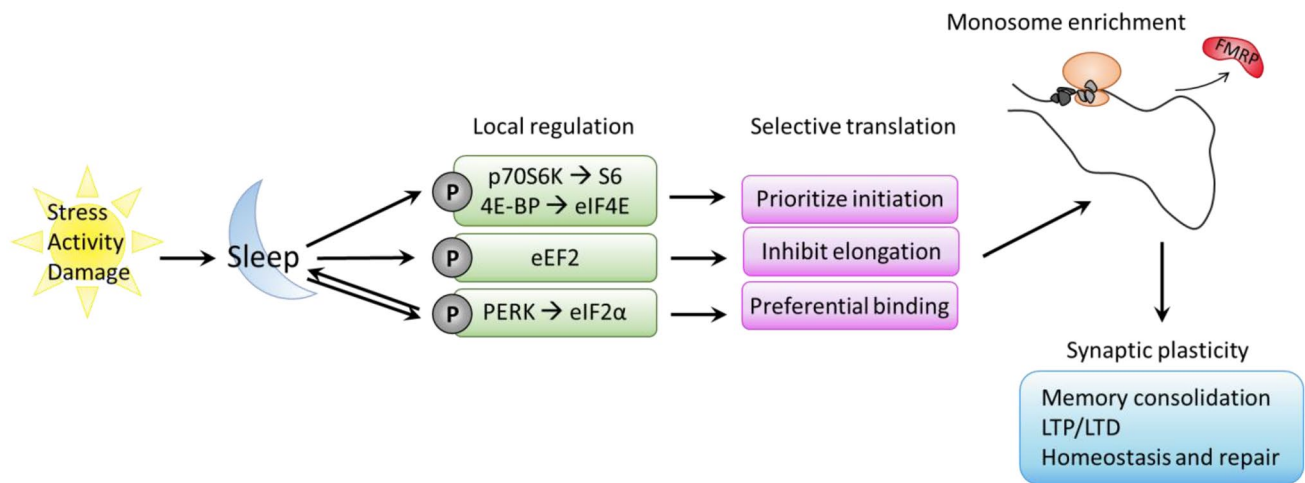 Monosome enrichment
FMRP
Local regulation
Selective translation
Stress
Activity
Damage
Sleep
P
p70S6K → S6
4E-BP → eIF4E
P
eEF2
P
PERK → eIF2α
Prioritize initiation
Inhibit elongation
Preferential binding
Synaptic plasticity
Memory consolidation
LTP/LTD
Homeostasis and repair